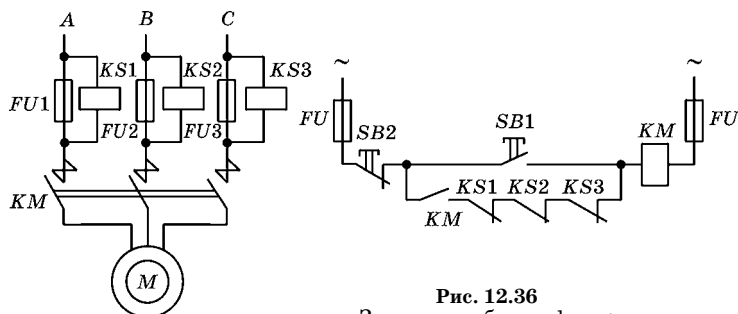 A B C
KS1 KS2 KS3
FU1 FU2 FU3
KM
M
~ ~
FU SB2 SB1 KM FU
KS1 KS2 KS3
KM
Рис. 12.36